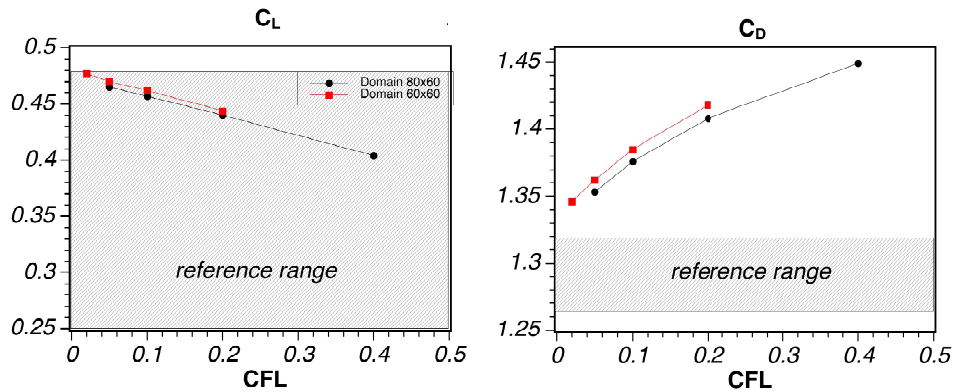 C_L
0.5
0.45
0.4
0.35
0.3
0.25
Domain 80x60
Domain 60x60
reference range
0 0.1 0.2 0.3 0.4 0.5
CFL
C_D
1.45
1.4
1.35
1.3
1.25
reference range
0 0.1 0.2 0.3 0.4 0.5
CFL